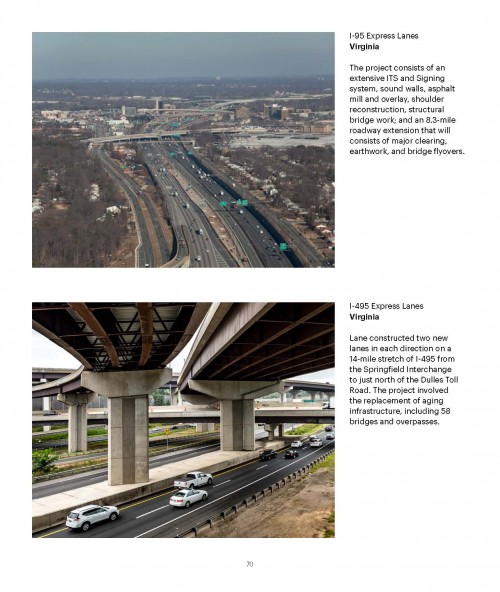 I-95 Express Lanes
Virginia
The project consists of an
extensive ITS and Signing
system, sound walls, asphalt
mill and overlay, shoulder
reconstruction, structural
bridge work; and an 8.3-mile
roadway extension that will
consists of major clearing,
earthwork, and bridge flyovers.
I-495 Express Lanes
Virginia
Lane constructed two new
lanes in each direction on a
14-mile stretch of I-495 from
the Springfield Interchange
to just north of the Dulles Toll
Road. The project involved
the replacement of aging
infrastructure, including 58
bridges and overpasses.
70